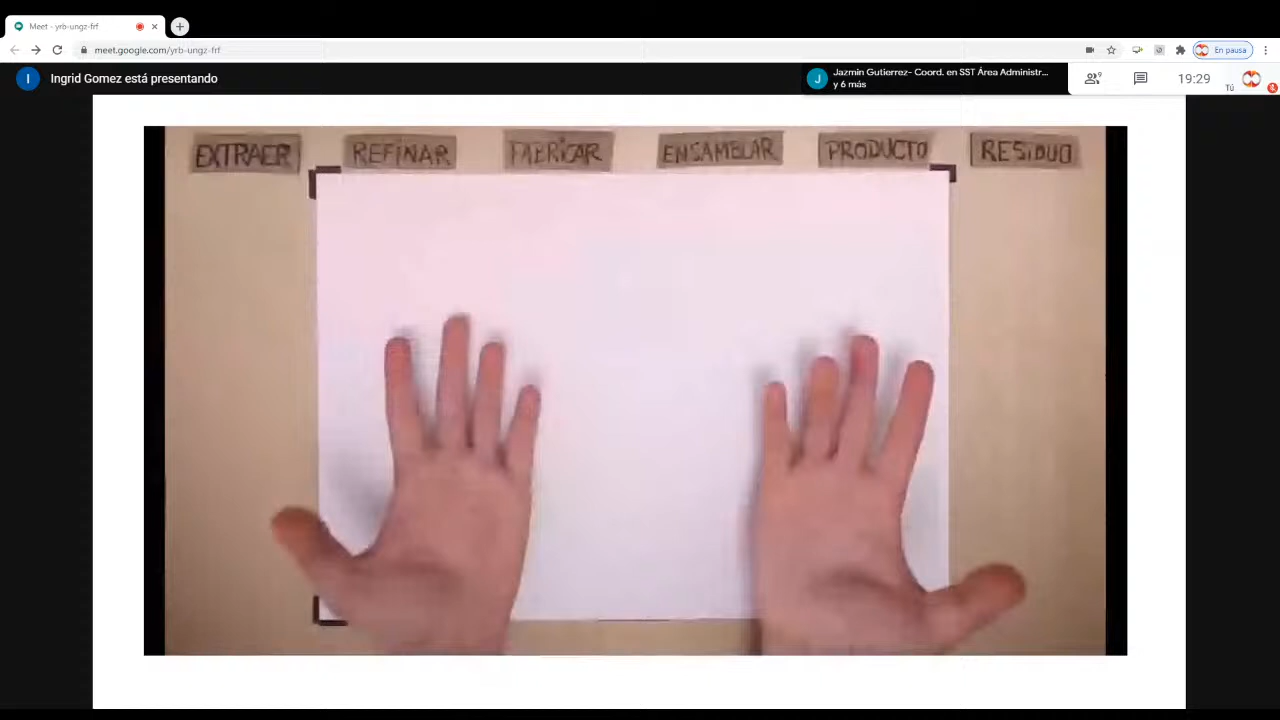 Meet - yrb-ungz-frf
meet.google.com/yrb-ungz-frf
En pausa
I
Ingrid Gomez está presentando
J
Jazmin Gutierrez- Coord. en SST Área Administr...
y 6 más
9
19:29
Tú
EXTRAER
REFINAR
FABRICAR
ENSAMBLAR
PRODUCTO
RESIDUO